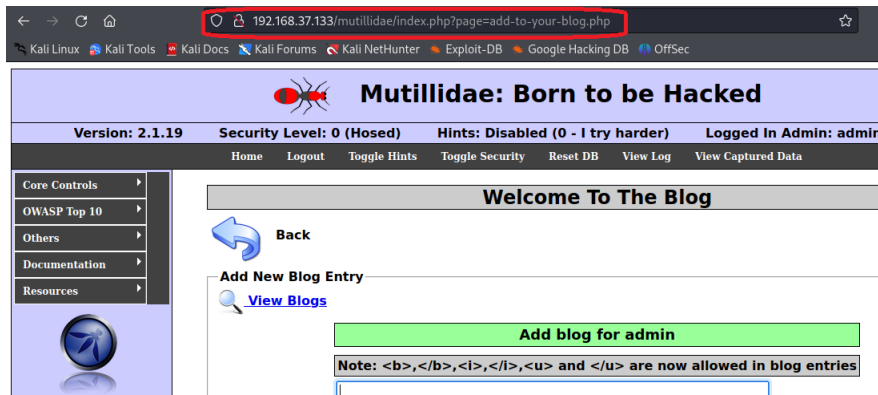 192.168.37.133/mutillidae/index.php?page=add-to-your-blog.php
Kali Linux Kali Tools Kali Docs Kali Forums Kali NetHunter Exploit-DB Google Hacking DB OffSec
Mutillidae: Born to be Hacked
Version: 2.1.19 Security Level: 0 (Hosed) Hints: Disabled (0 - I try harder) Logged In Admin: admin
Home Logout Toggle Hints Toggle Security Reset DB View Log View Captured Data
Core Controls
OWASP Top 10
Others
Documentation
Resources
Welcome To The Blog
Back
Add New Blog Entry
View Blogs
Add blog for admin
Note: <b>,</b>,<i>,</i>,<u> and </u> are now allowed in blog entries